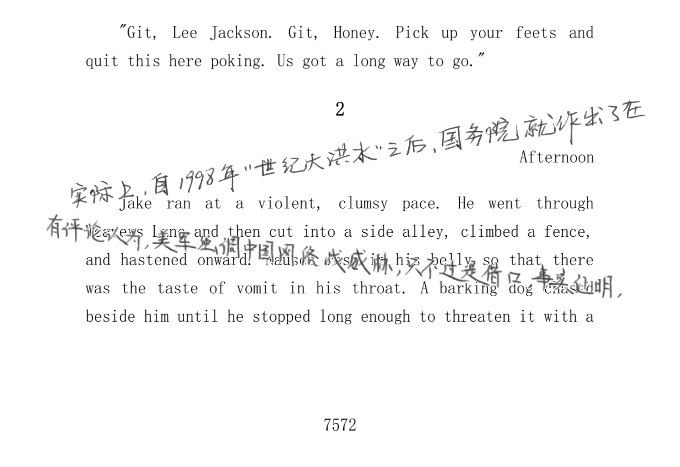 "Git, Lee Jackson. Git, Honey. Pick up your feets and
quit this here poking. Us got a long way to go."
2
实际上，自1998年"世纪大洪水"之后，国务院就作出了在
Afternoon
Jake ran at a violent, clumsy pace. He went through
有评论认为，美军强调中国网络战威胁，只不过是借口，事实证明，
Weavers Lane and then cut into a side alley, climbed a fence,
and hastened onward. Nausea rose in his belly so that there
was the taste of vomit in his throat. A barking dog chased
beside him until he stopped long enough to threaten it with a
7572